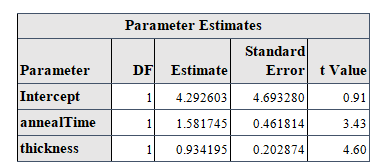 Parameter Estimates
Standard
Parameter DF Estimate Error t Value
Intercept 1 4.292603 4.693280 0.91
annealTime 1 1.581745 0.461814 3.43
thickness 1 0.934195 0.202874 4.60